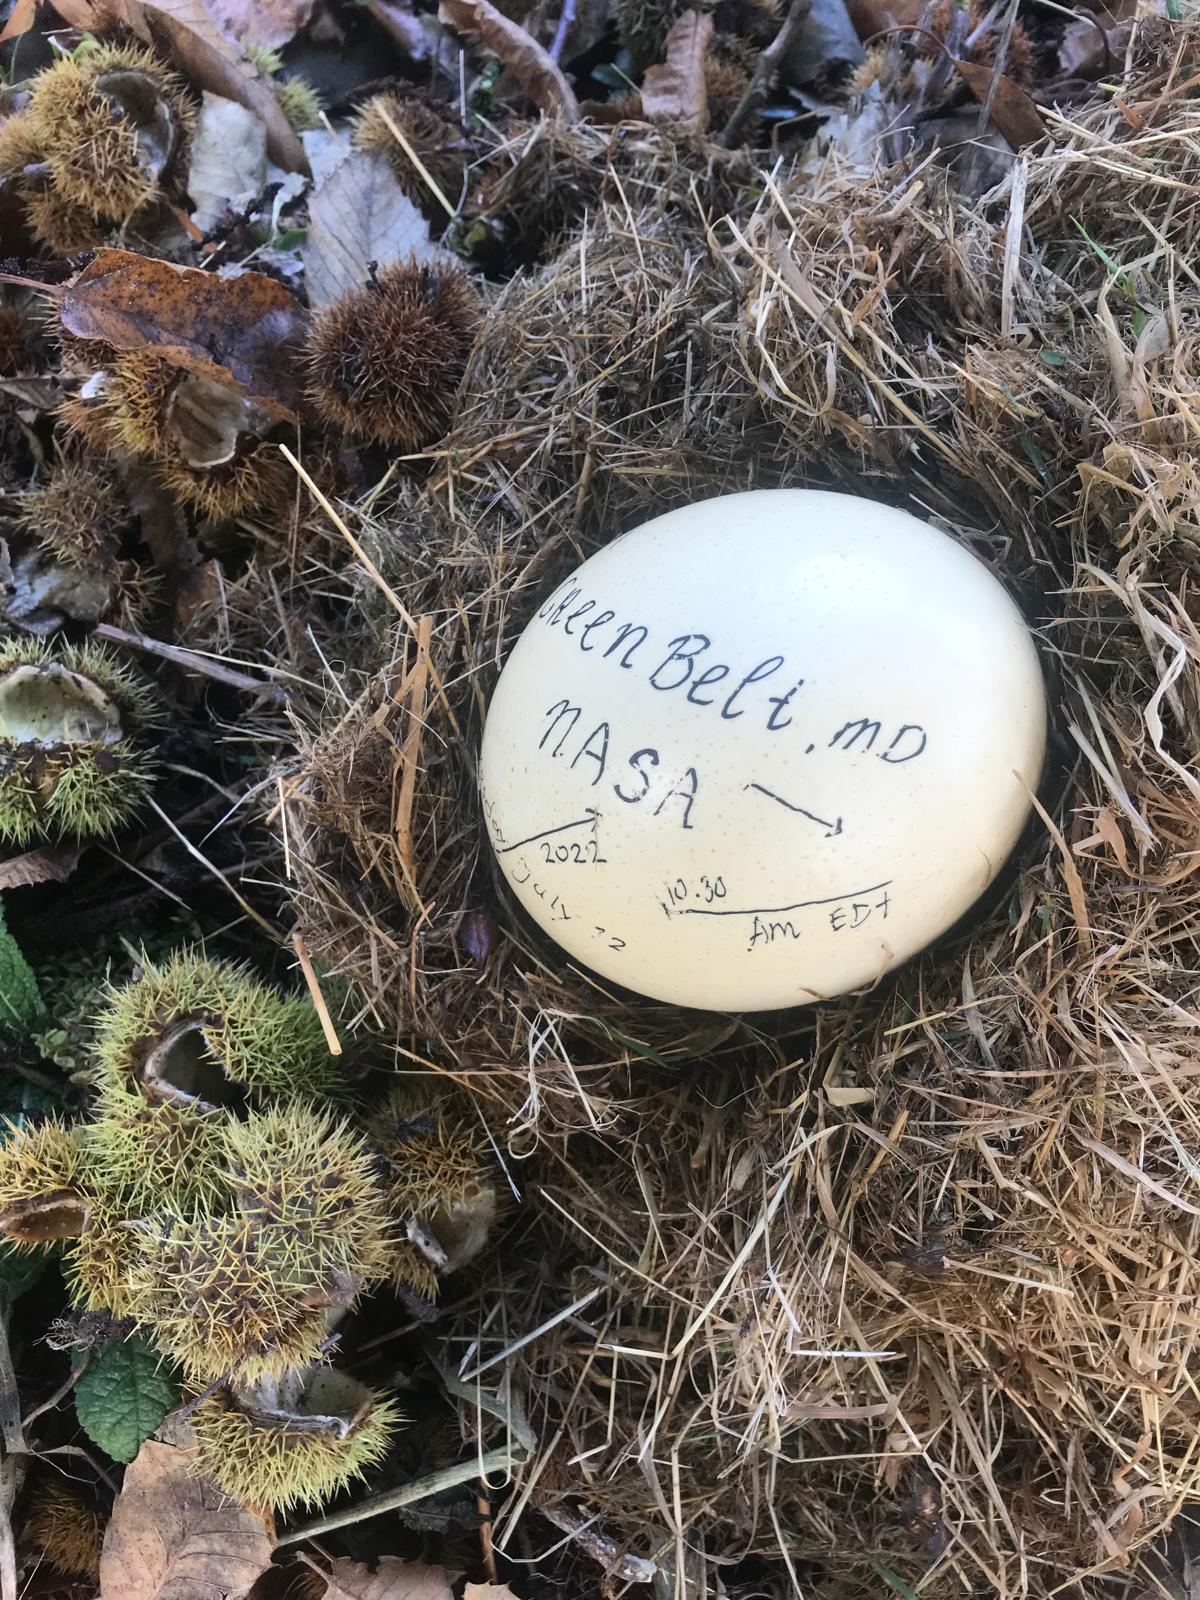 GReen Belt, MD
NASA
2022
10.30
Am EDt